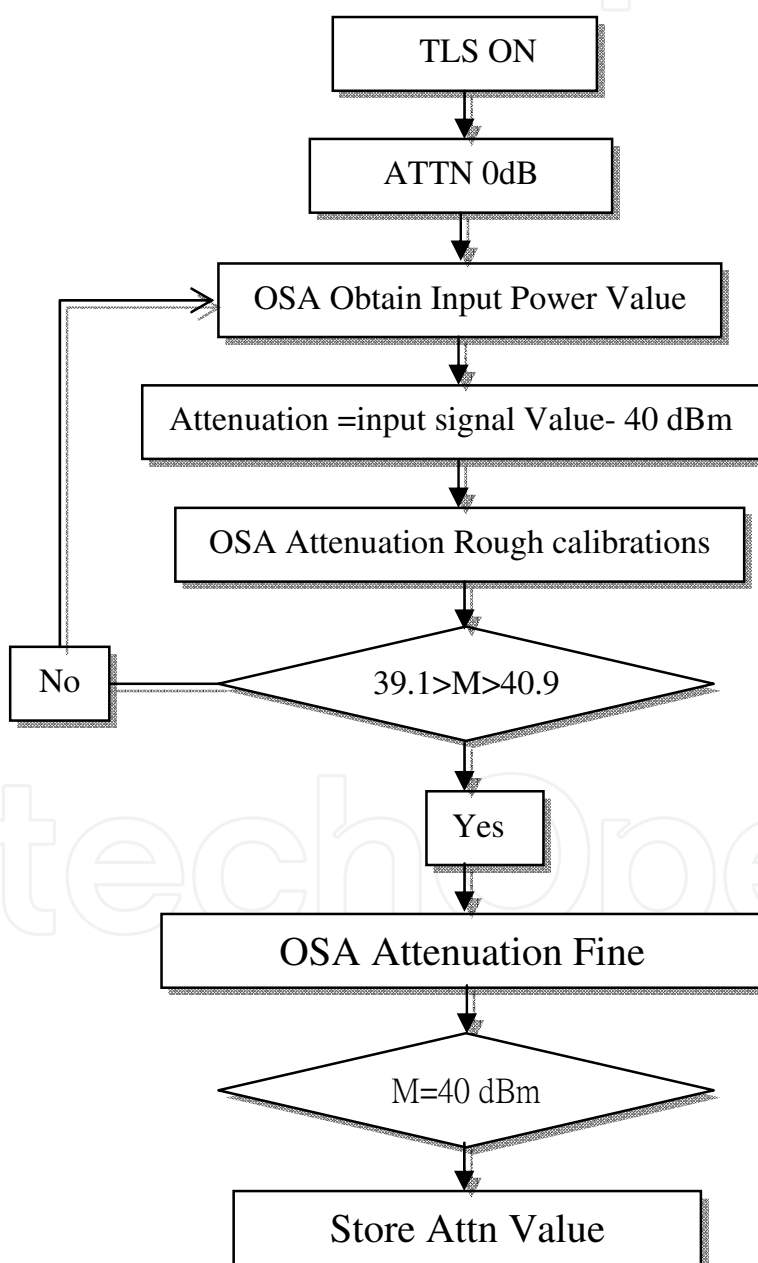 TLS ON
ATTN 0dB
OSA Obtain Input Power Value
Attenuation =input signal Value- 40 dBm
OSA Attenuation Rough calibrations
No
39.1>M>40.9
Yes
OSA Attenuation Fine
M=40 dBm
Store Attn Value